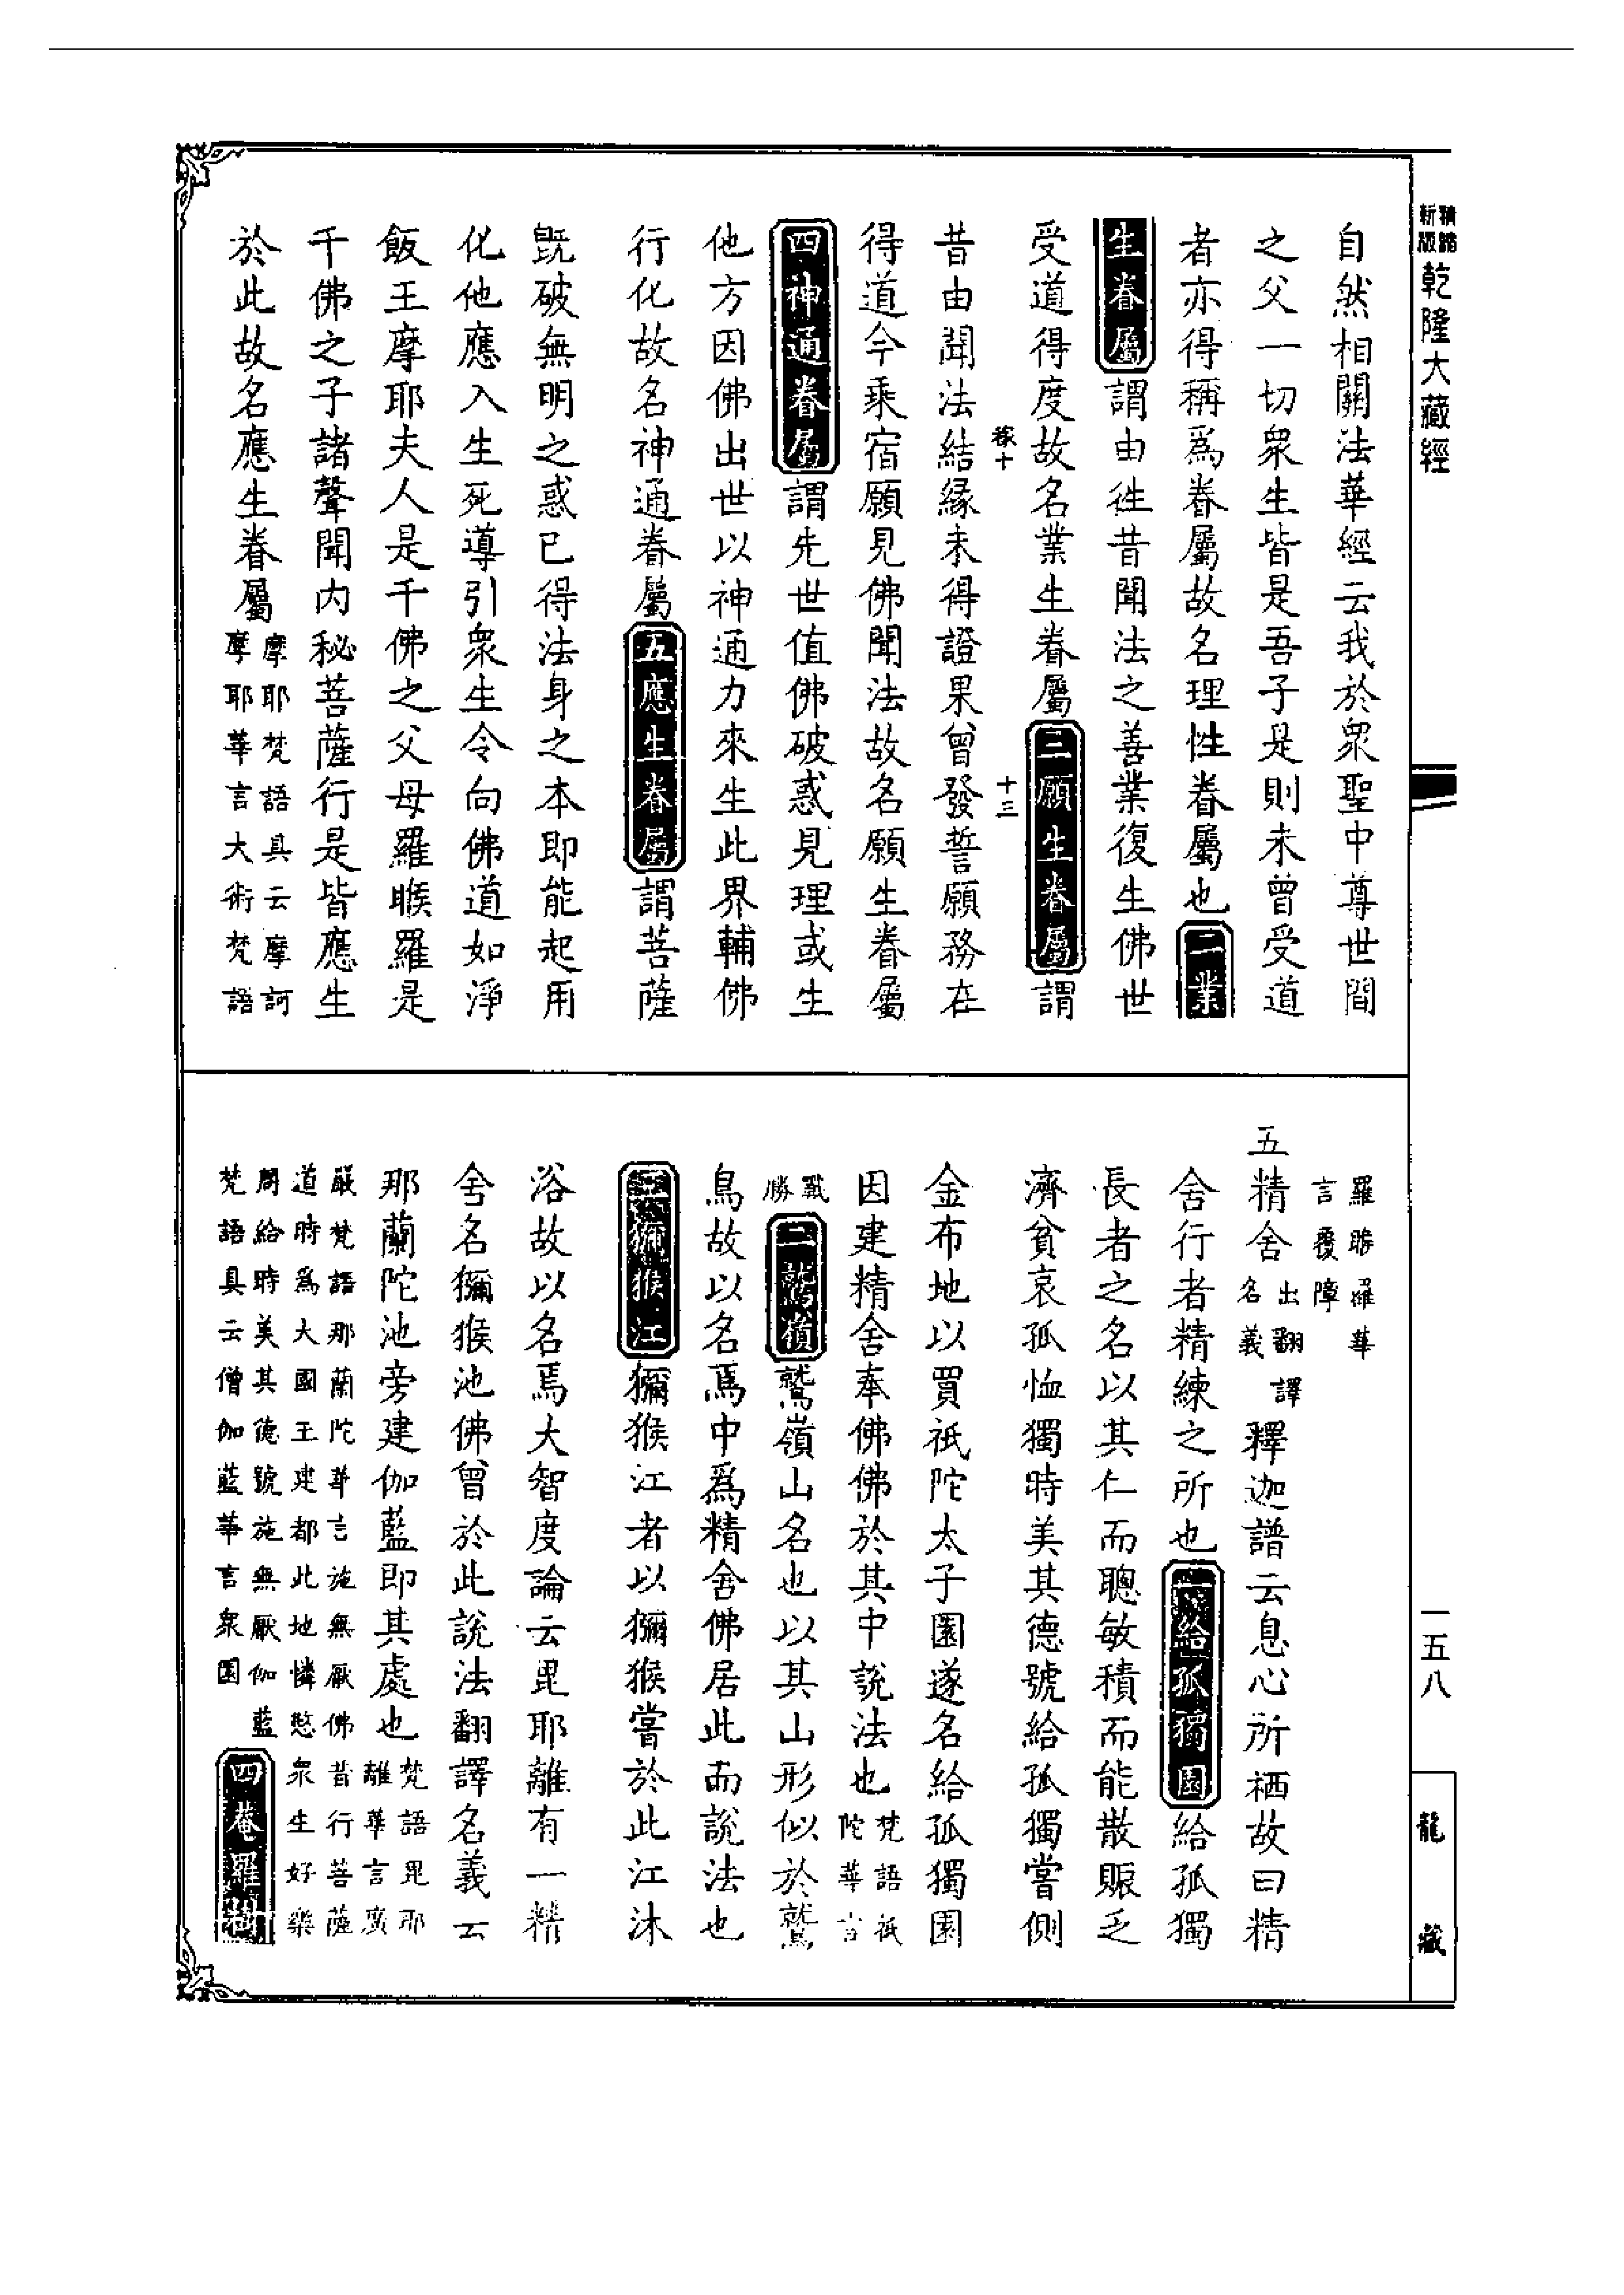 精縮新版
乾隆大藏經
一五八
龍藏
自然相關法華經云我於眾聖中尊世間
之父一切眾生皆是吾子是則未曾受道
者亦得稱爲眷屬故名理性眷屬也二業
生眷屬謂由徃昔聞法之善業復生佛世
受道得度故名業生眷屬三願生眷屬謂
稼十 十三
昔由聞法結緣未得證果曾發誓願務在
得道今乘宿願見佛聞法故名願生眷屬
四神通眷屬謂先世值佛破惑見理或生
他方因佛出世以神通力來生此界輔佛
行化故名神通眷屬五應生眷屬謂菩薩
旣破無明之惑已得法身之本即能起用
化他應入生死導引眾生令向佛道如淨
飯王摩耶夫人是千佛之父母羅睺羅是
千佛之子諸聲聞内秘菩薩行是皆應生
於此故名應生眷屬摩耶梵語具云摩訶摩耶華言大術梵語
羅睺羅華言覆障
五精舍出翻譯名義釋迦譜云息心所栖故曰精
舍行者精練之所也一給孤獨園給孤獨
長者之名以其仁而聰敏積而能散賑乏
濟貧哀孤恤獨時美其德號給孤獨嘗側
金布地以買祇陀太子園遂名給孤獨園
因建精舍奉佛佛於其中說法也梵語祇陀華言
戰勝二鷲嶺鷲嶺山名也以其山形似於鷲
鳥故以名焉中爲精舍佛居此而說法也
三獼猴江獼猴江者以獼猴嘗於此江沐
浴故以名焉大智度論云毘耶離有一精
舍名獼猴池佛曾於此說法翻譯名義云
那蘭陀池旁建伽藍即其處也梵語毘耶離華言廣
嚴梵語那蘭陀華言施無厭佛昔行菩薩道時爲大國王建都此地憐愍眾生好樂
周給時美其德號施無厭伽藍梵語具云僧伽藍華言眾園四菴羅樹